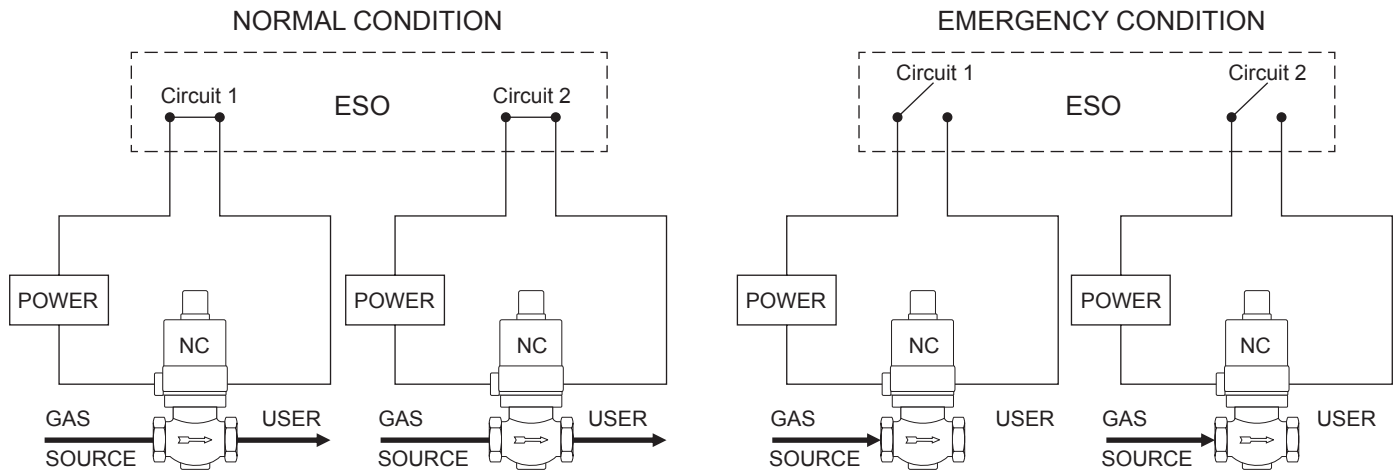 NORMAL CONDITION
Circuit 1
ESO
Circuit 2
POWER
NC
POWER
NC
GAS
SOURCE
USER
GAS
SOURCE
USER
EMERGENCY CONDITION
Circuit 1
ESO
Circuit 2
POWER
NC
POWER
NC
GAS
SOURCE
USER
GAS
SOURCE
USER